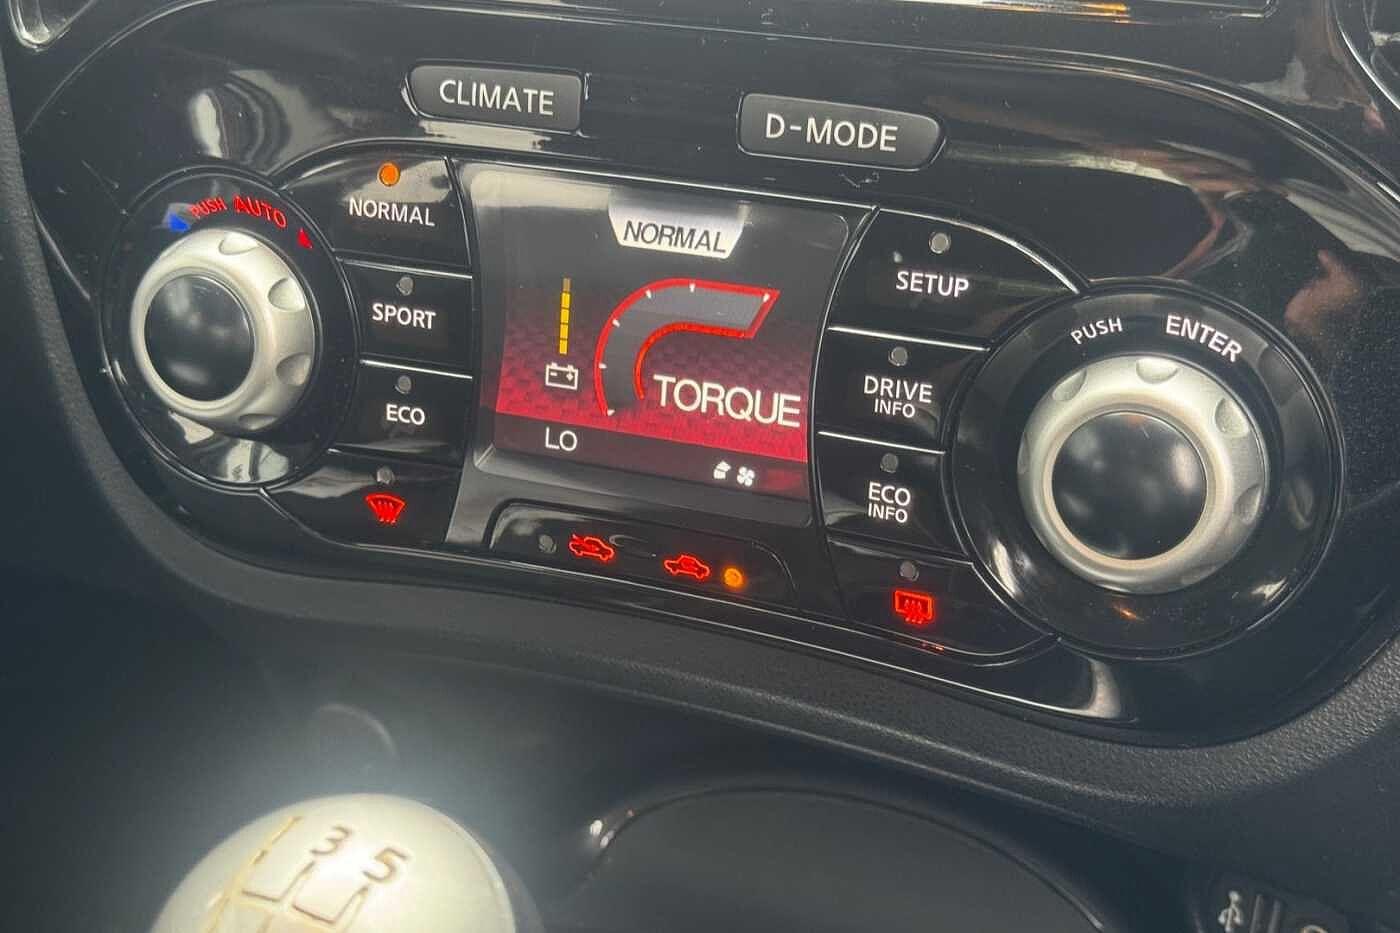 CLIMATE
D-MODE
PUSH AUTO
NORMAL
SPORT
ECO
NORMAL
TORQUE
LO
SETUP
DRIVE
INFO
ECO
INFO
PUSH ENTER
3 5